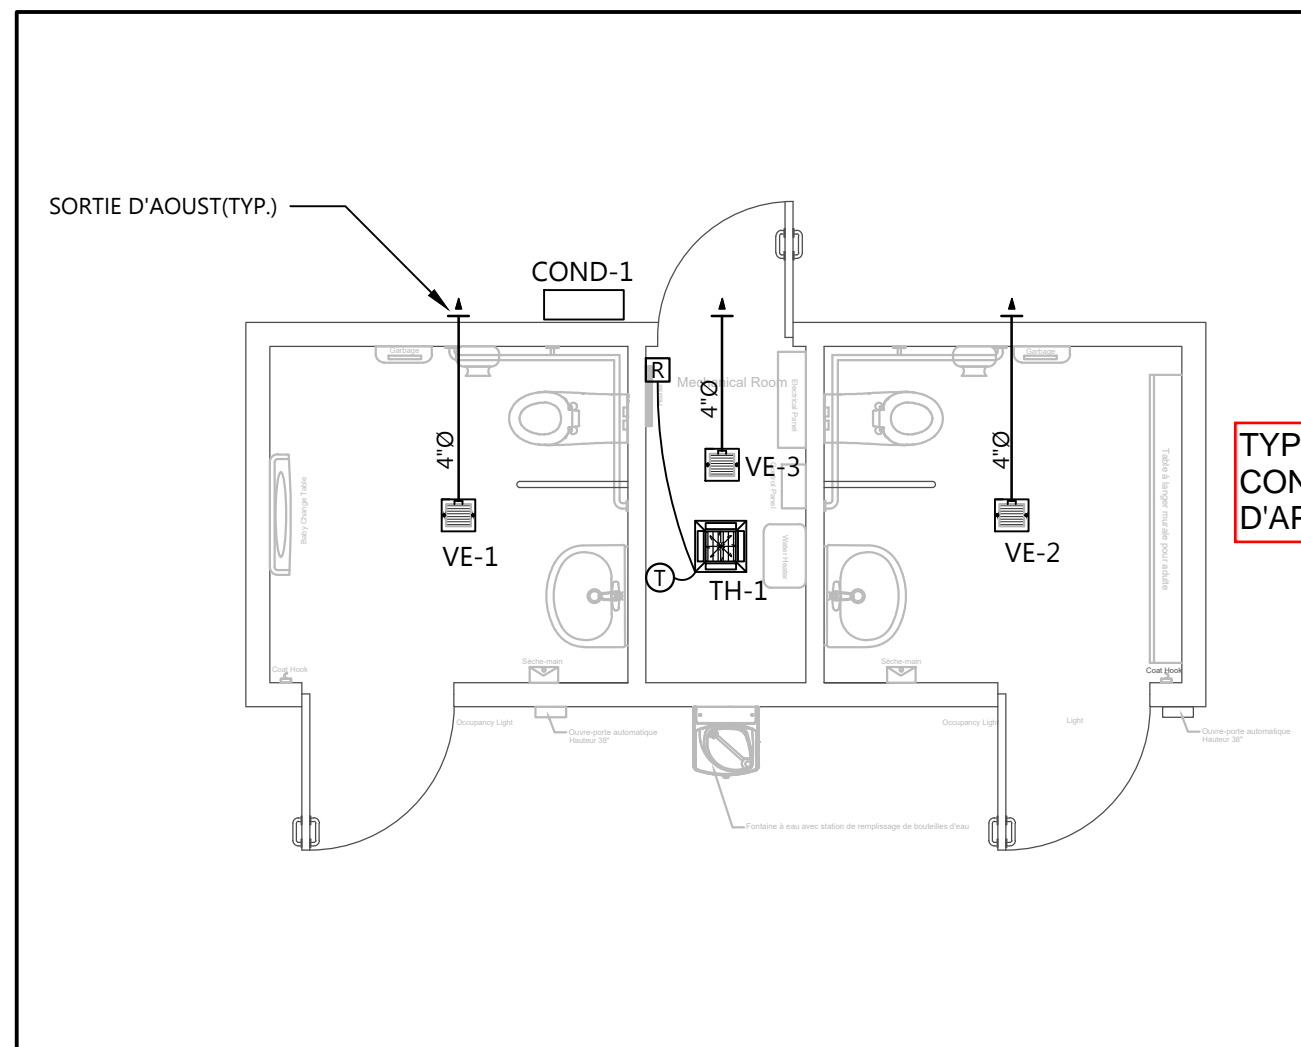 SORTIE D'AOUST(TYP.)
COND-1
Garbage
Garbage
R
Mechanical Room
Electrical Panel
4"Ø
4"Ø
4"Ø
TYP
CON
D'AF
VE-3
Baby Change Table
Table à langer murale pour adulte
VE-1
VE-2
Water Heater
T
TH-1
Coat Hook
Sèche-main
Sèche-main
Coat Hook
Occupancy Light
Occupancy Light
Light
Ouvre-porte automatique
Hauteur 38"
Ouvre-porte automatique
Hauteur 38"
Fontaine à eau avec station de remplissage de bouteilles d'eau